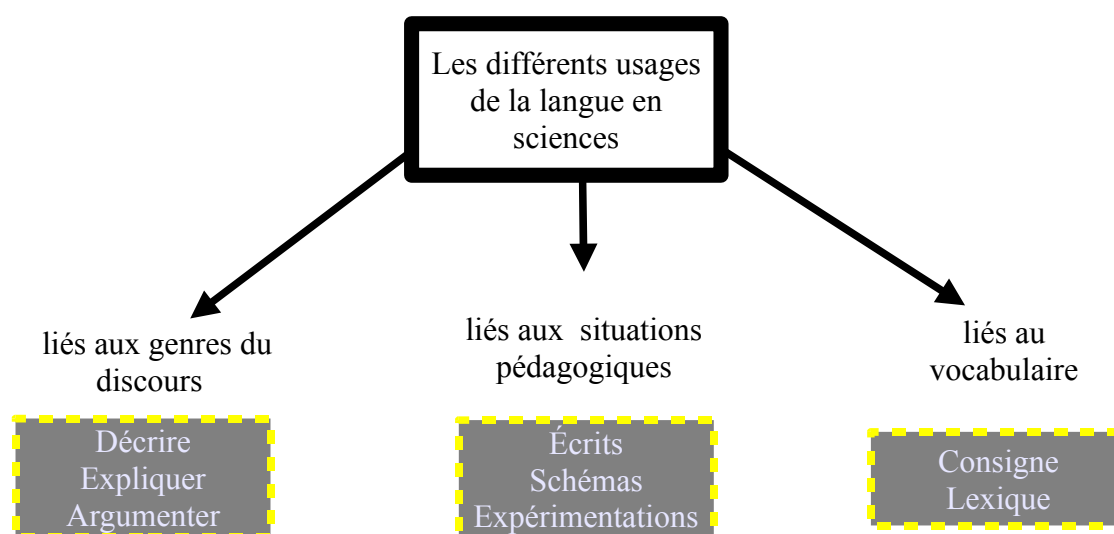 Les différents usages
de la langue en
sciences
liés aux genres du
discours
liés aux situations
pédagogiques
liés au
vocabulaire
Décrire
Expliquer
Argumenter
Écrits
Schémas
Expérimentations
Consigne
Lexique